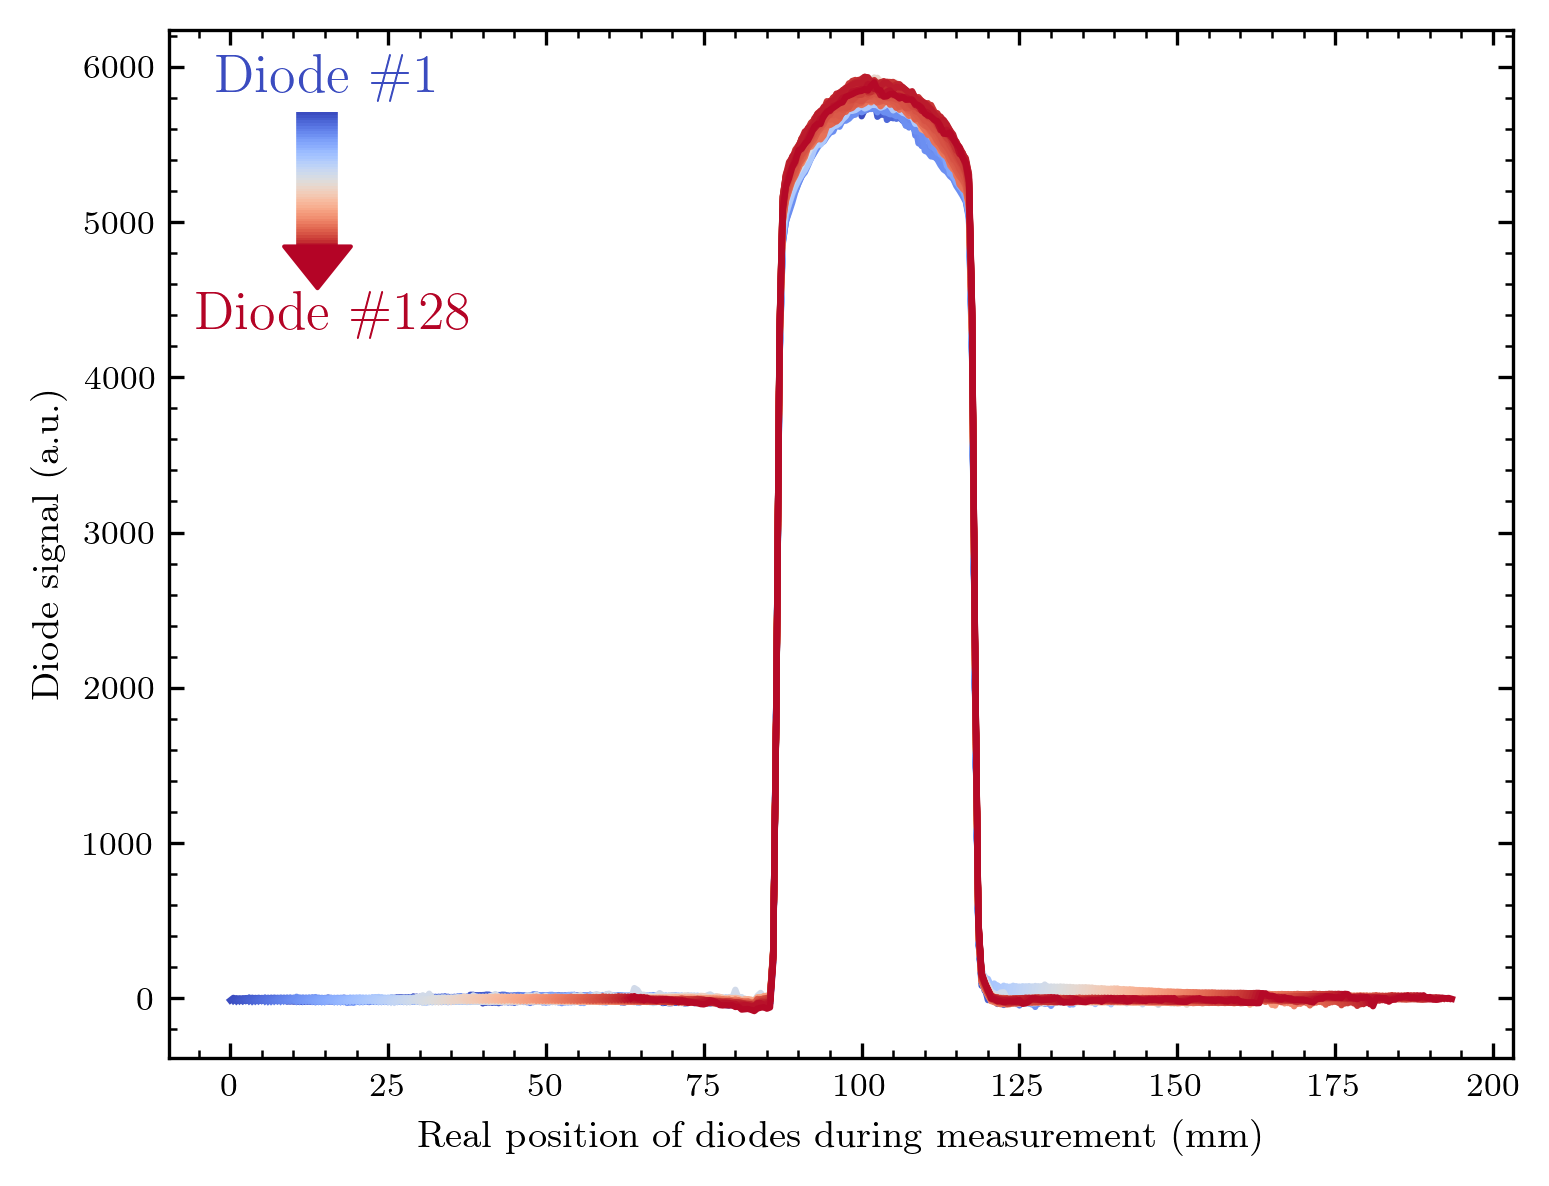 Diode #1
Diode #128
6000
5000
4000
3000
2000
1000
0
Diode signal (a.u.)
0 25 50 75 100 125 150 175 200
Real position of diodes during measurement (mm)